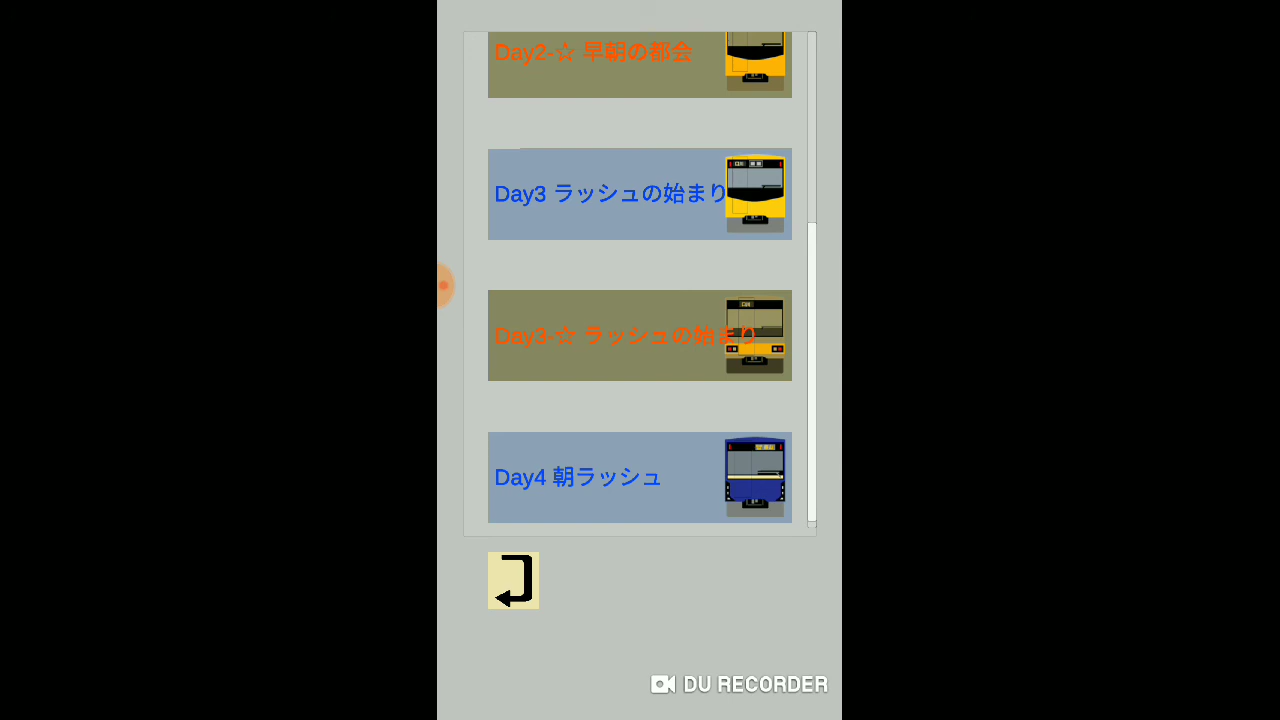 Day2-☆ 早朝の都会
Day3 ラッシュの始まり
Day3-☆ ラッシュの始まり
Day4 朝ラッシュ
DU RECORDER